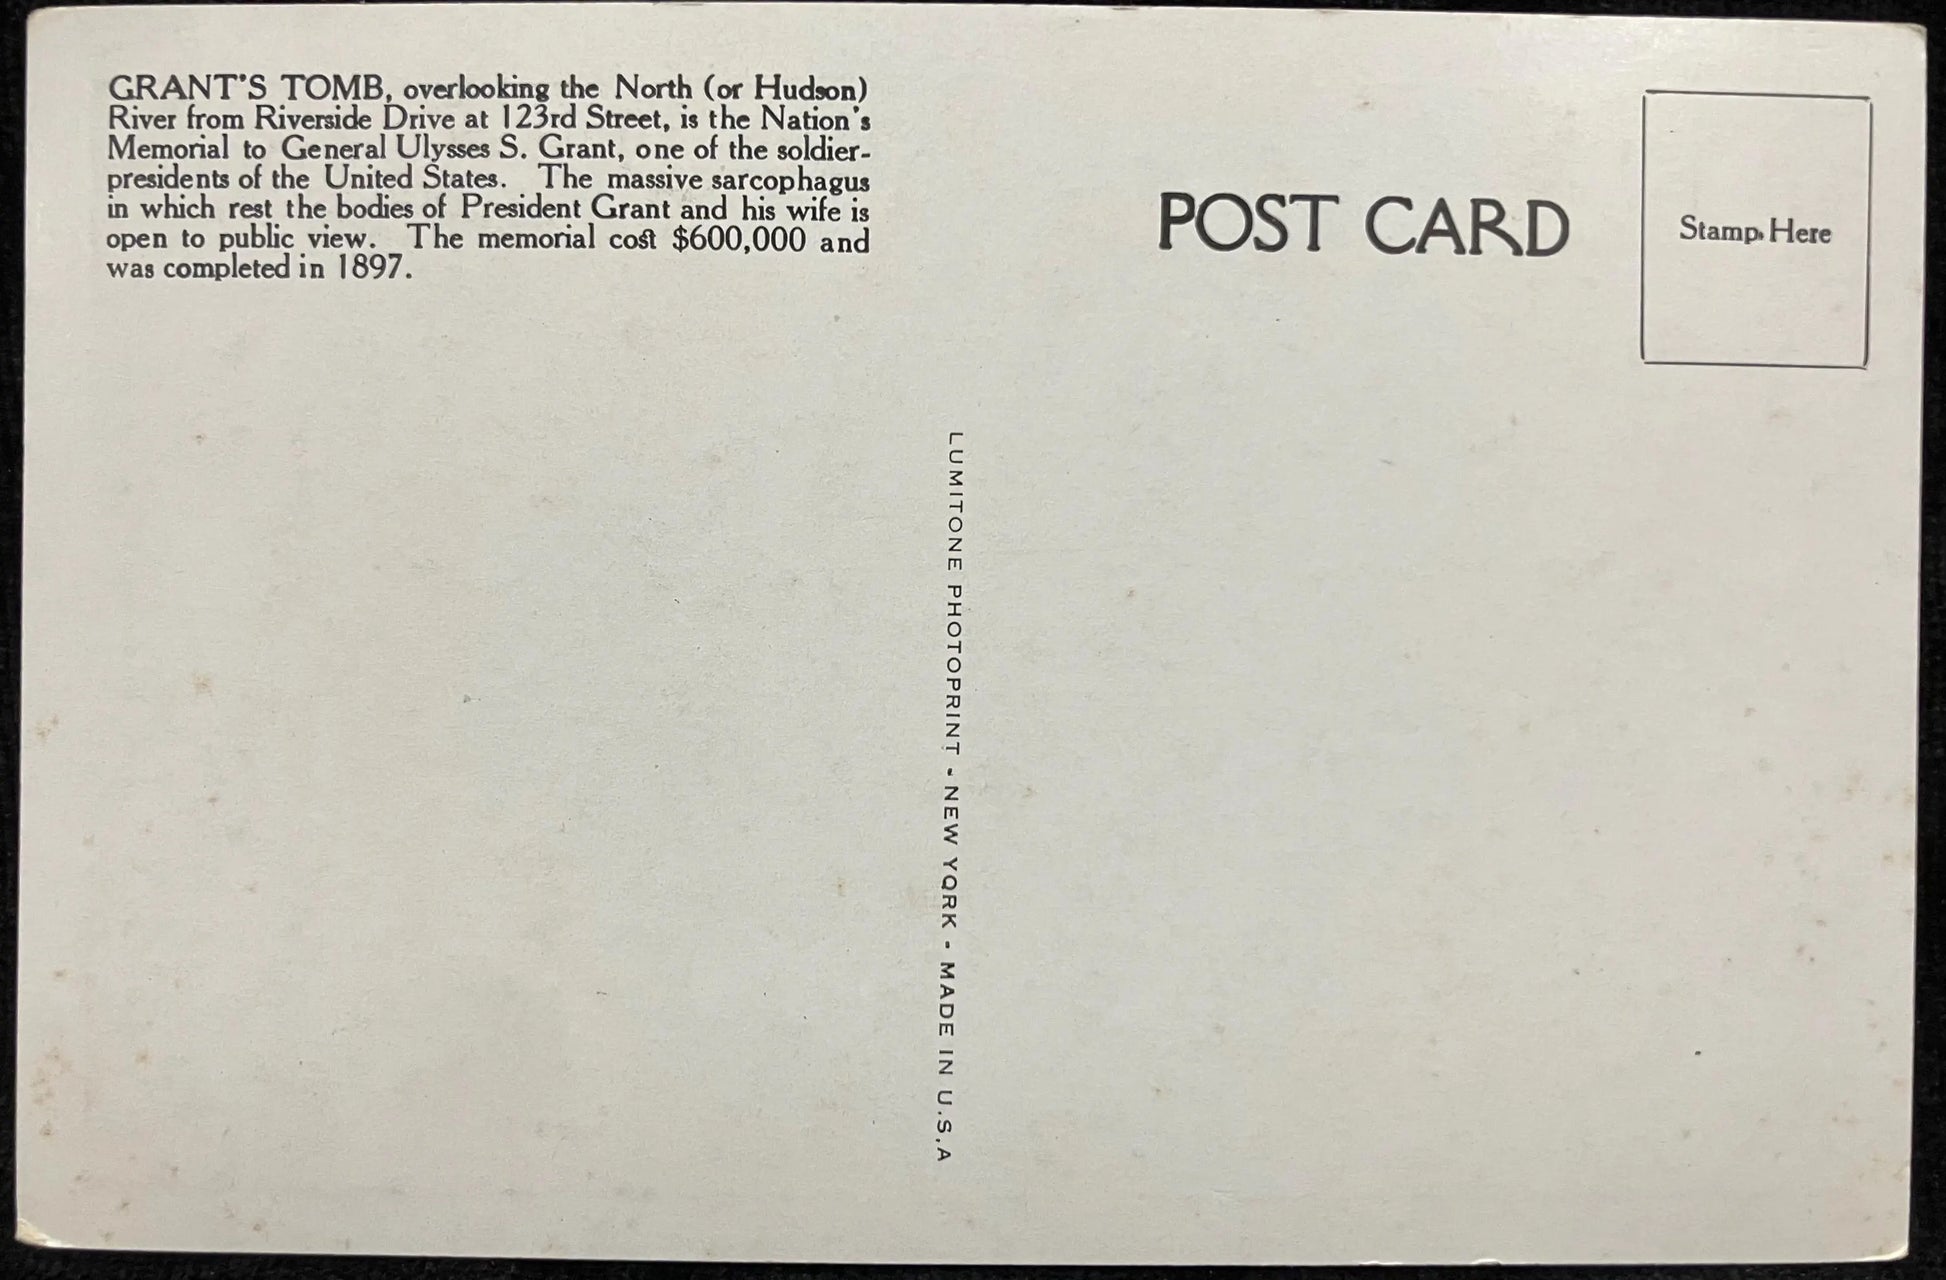 GRANT'S TOMB, overlooking the North (or Hudson)
River from Riverside Drive at 123rd Street, is the Nation's
Memorial to General Ulysses S. Grant, one of the soldier-
presidents of the United States. The massive sarcophagus
in which rest the bodies of President Grant and his wife is
open to public view. The memorial cost $600,000 and
was completed in 1897.
POST CARD
Stamp Here
LUMITONE PHOTOPRINT - NEW YORK - MADE IN U.S.A